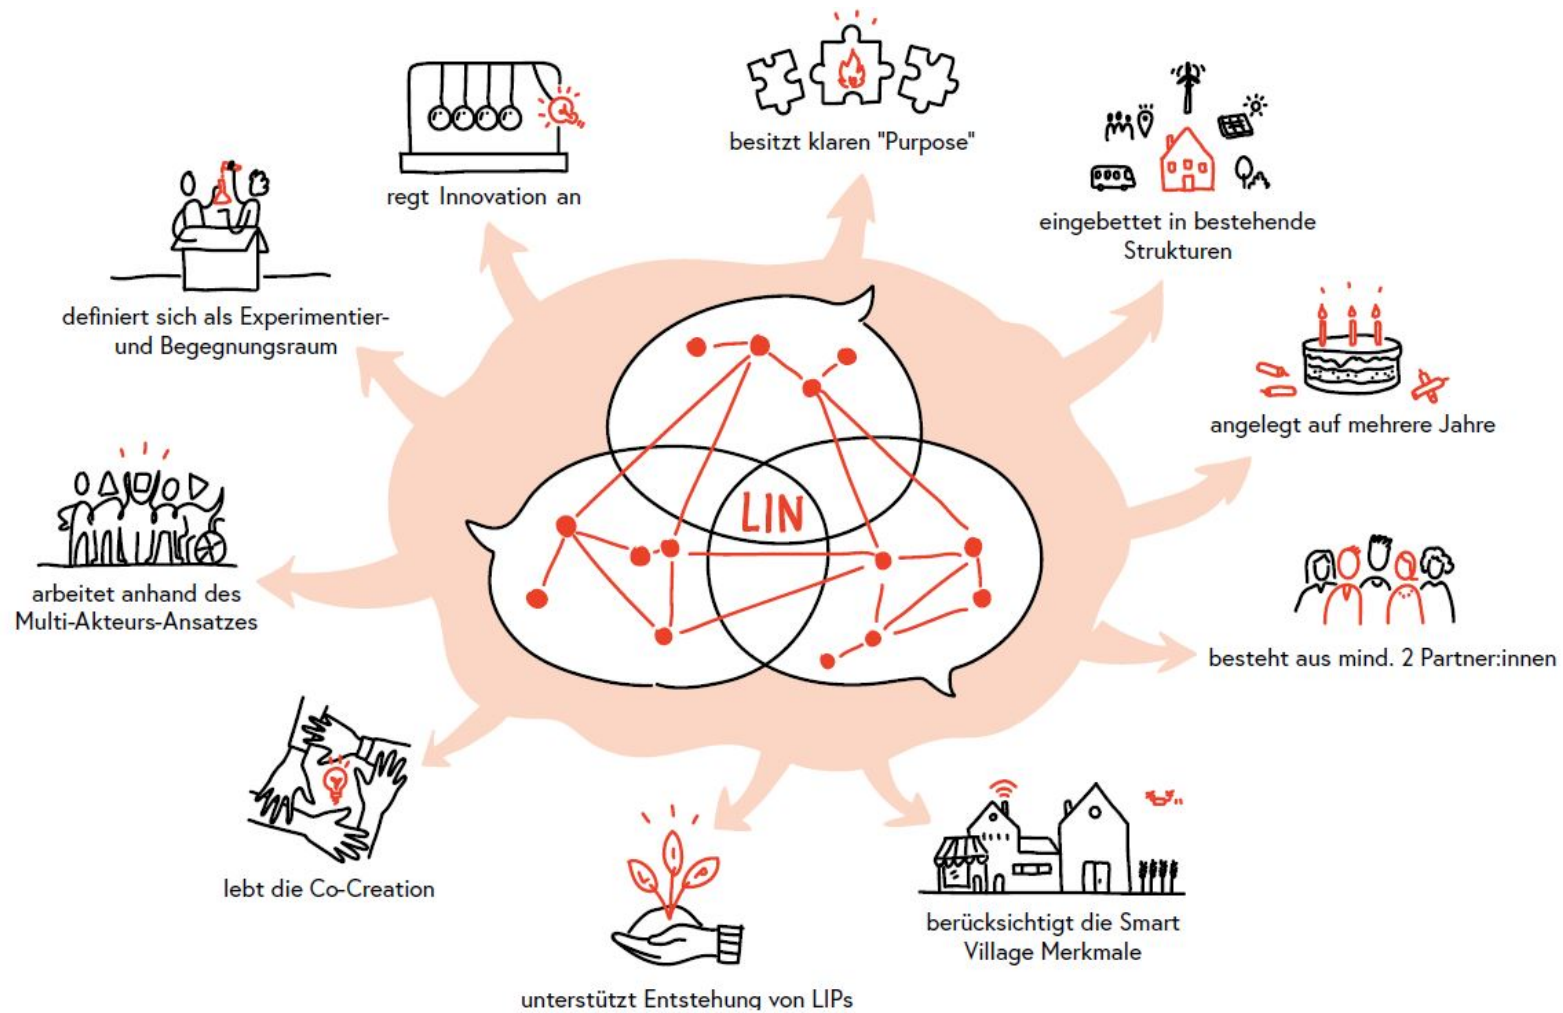 besitzt klaren "Purpose"
regt Innovation an
eingebettet in bestehende
Strukturen
definiert sich als Experimentier-
und Begegnungsraum
angelegt auf mehrere Jahre
LIN
arbeitet anhand des
Multi-Akteurs-Ansatzes
besteht aus mind. 2 Partner:innen
lebt die Co-Creation
L I P
berücksichtigt die Smart
Village Merkmale
unterstützt Entstehung von LIPs